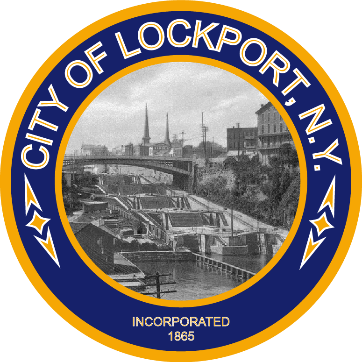 CITY OF LOCKPORT, N.Y.
INCORPORATED
1865